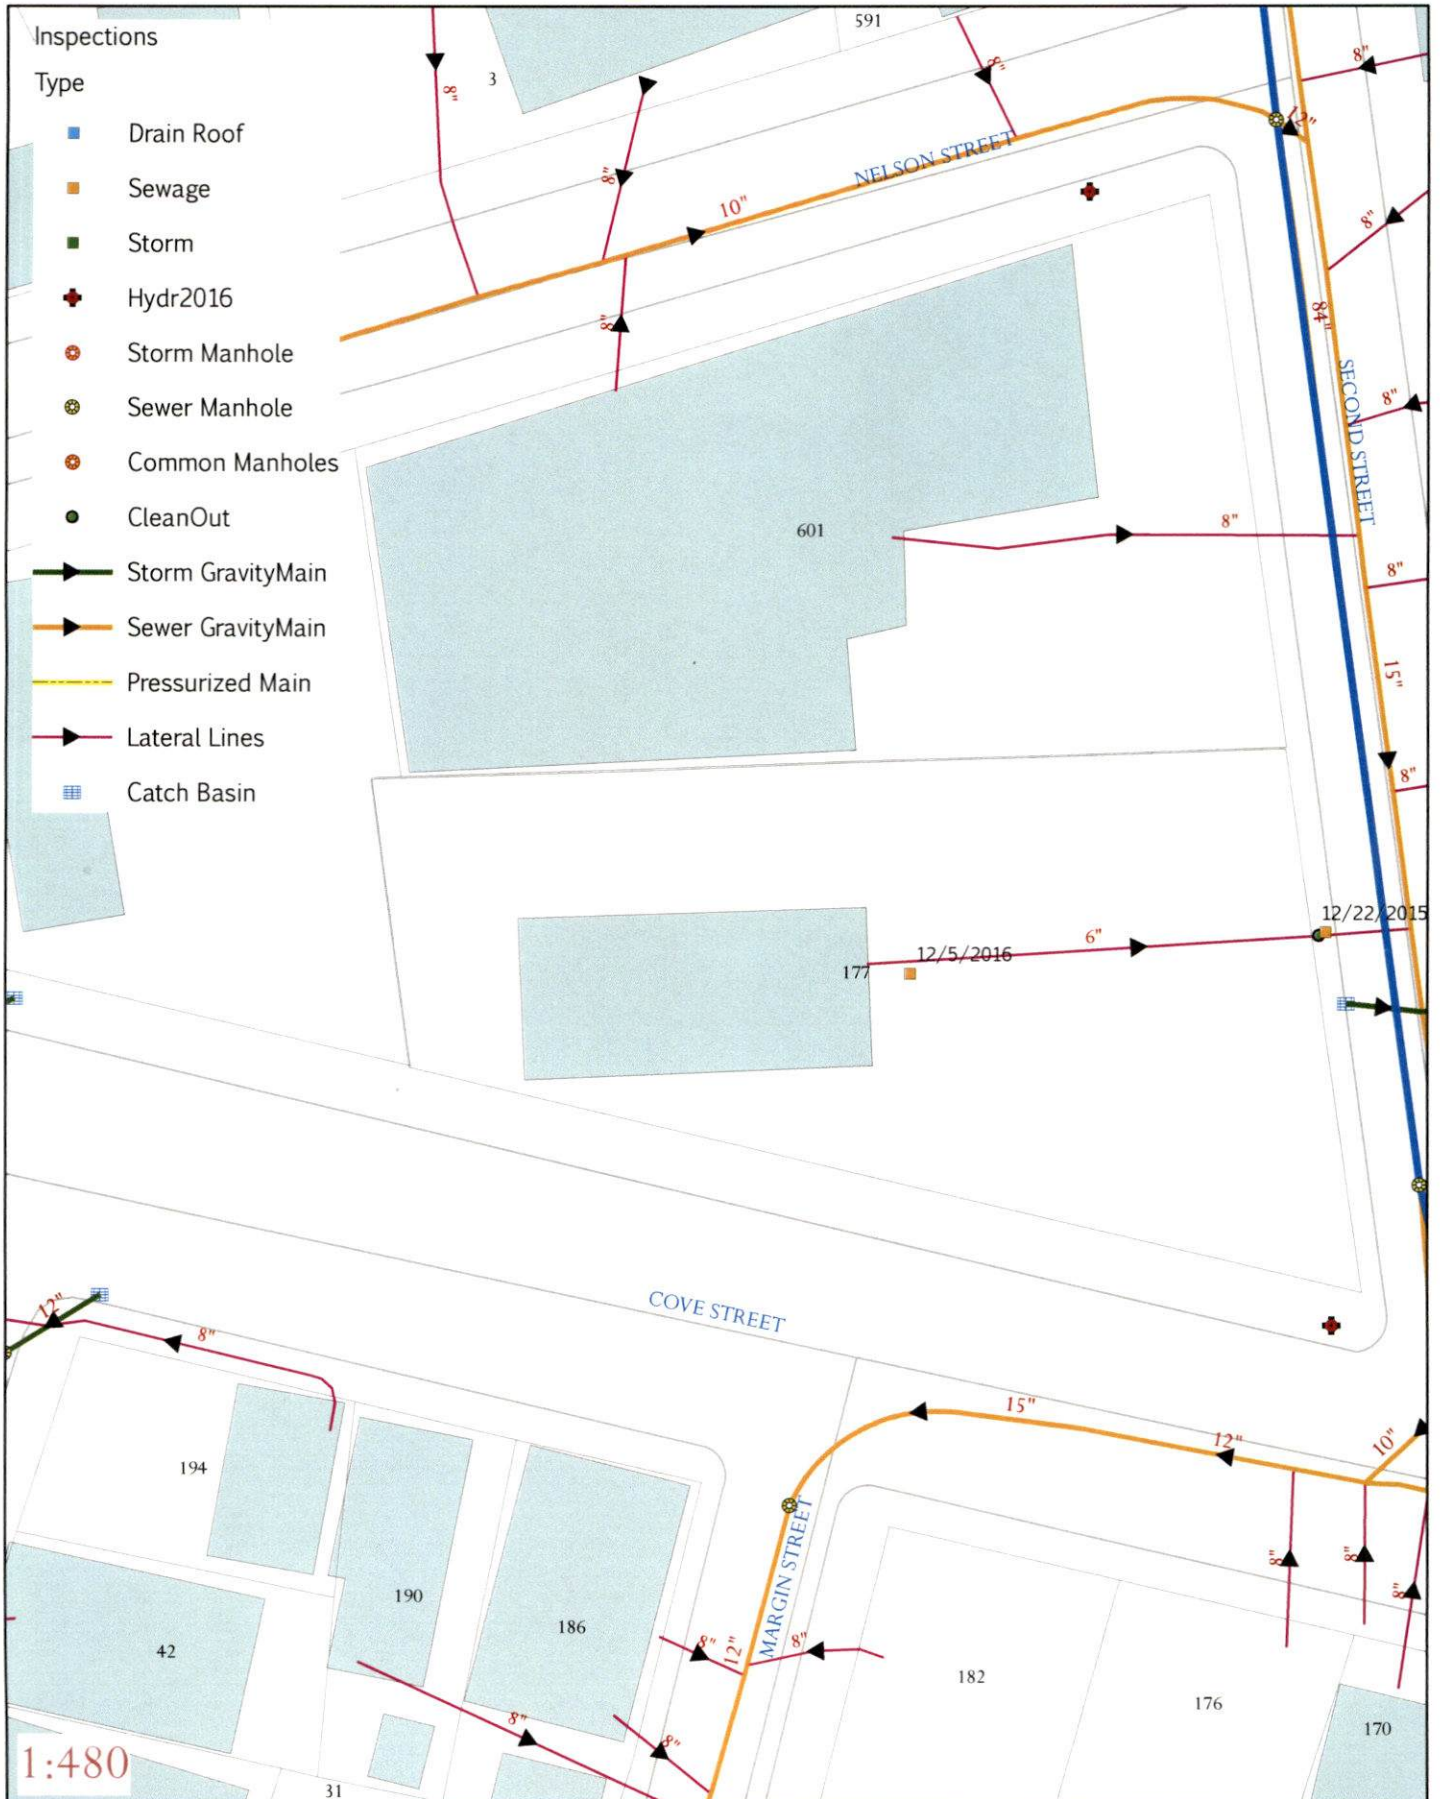 Inspections
Type
Drain Roof
Sewage
Storm
Hydr2016
Storm Manhole
Sewer Manhole
Common Manholes
CleanOut
Storm GravityMain
Sewer GravityMain
Pressurized Main
Lateral Lines
Catch Basin
591
3
8"
8"
8"
8"
12"
NELSON STREET
10"
8"
8"
84"
SECOND STREET
8"
601
8"
8"
15"
8"
12/22/2015
6"
12/5/2016
177
COVE STREET
12"
8"
15"
12"
10"
194
190
186
42
MARGIN STREET
8"
8"
8"
8"
12"
8"
182
176
170
8"
8"
31
1:480